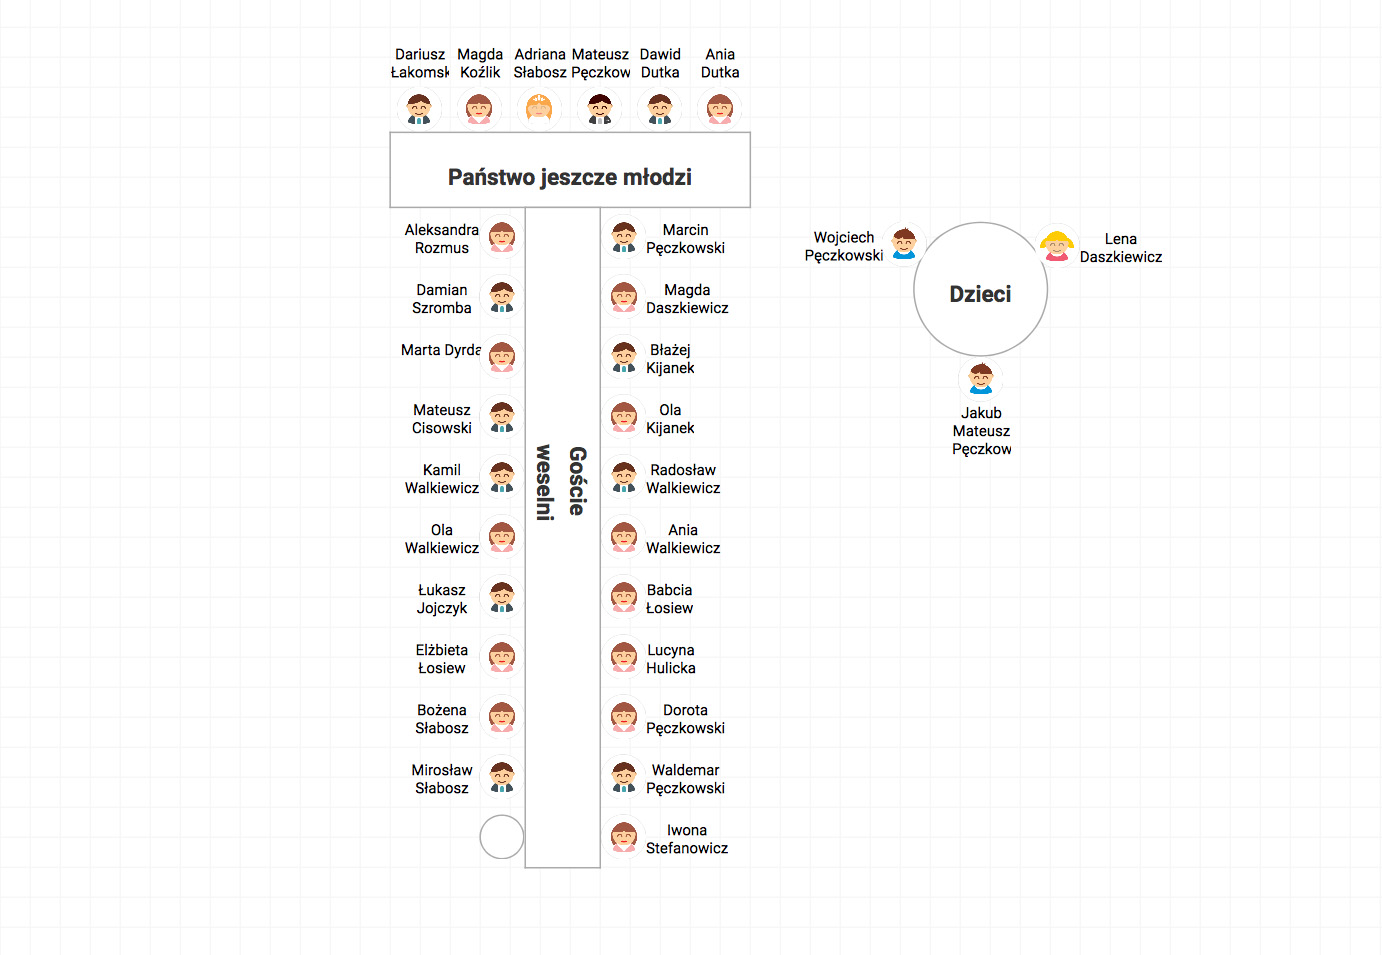 Dariusz
Łakomsk
Magda
Koźlik
Adriana
Słabosz
Mateusz
Pęczkow
Dawid
Dutka
Ania
Dutka
Państwo jeszcze młodzi
Aleksandra
Rozmus
Damian
Szromba
Marta Dyrda
Mateusz
Cisowski
Kamil
Walkiewicz
Ola
Walkiewicz
Łukasz
Jojczyk
Elżbieta
Łosiew
Bożena
Słabosz
Mirosław
Słabosz
Goście
weselni
Marcin
Pęczkowski
Magda
Daszkiewicz
Błażej
Kijanek
Ola
Kijanek
Radosław
Walkiewicz
Ania
Walkiewicz
Babcia
Łosiew
Lucyna
Hulicka
Dorota
Pęczkowski
Waldemar
Pęczkowski
Iwona
Stefanowicz
Wojciech
Pęczkowski
Lena
Daszkiewicz
Dzieci
Jakub
Mateusz
Pęczkow